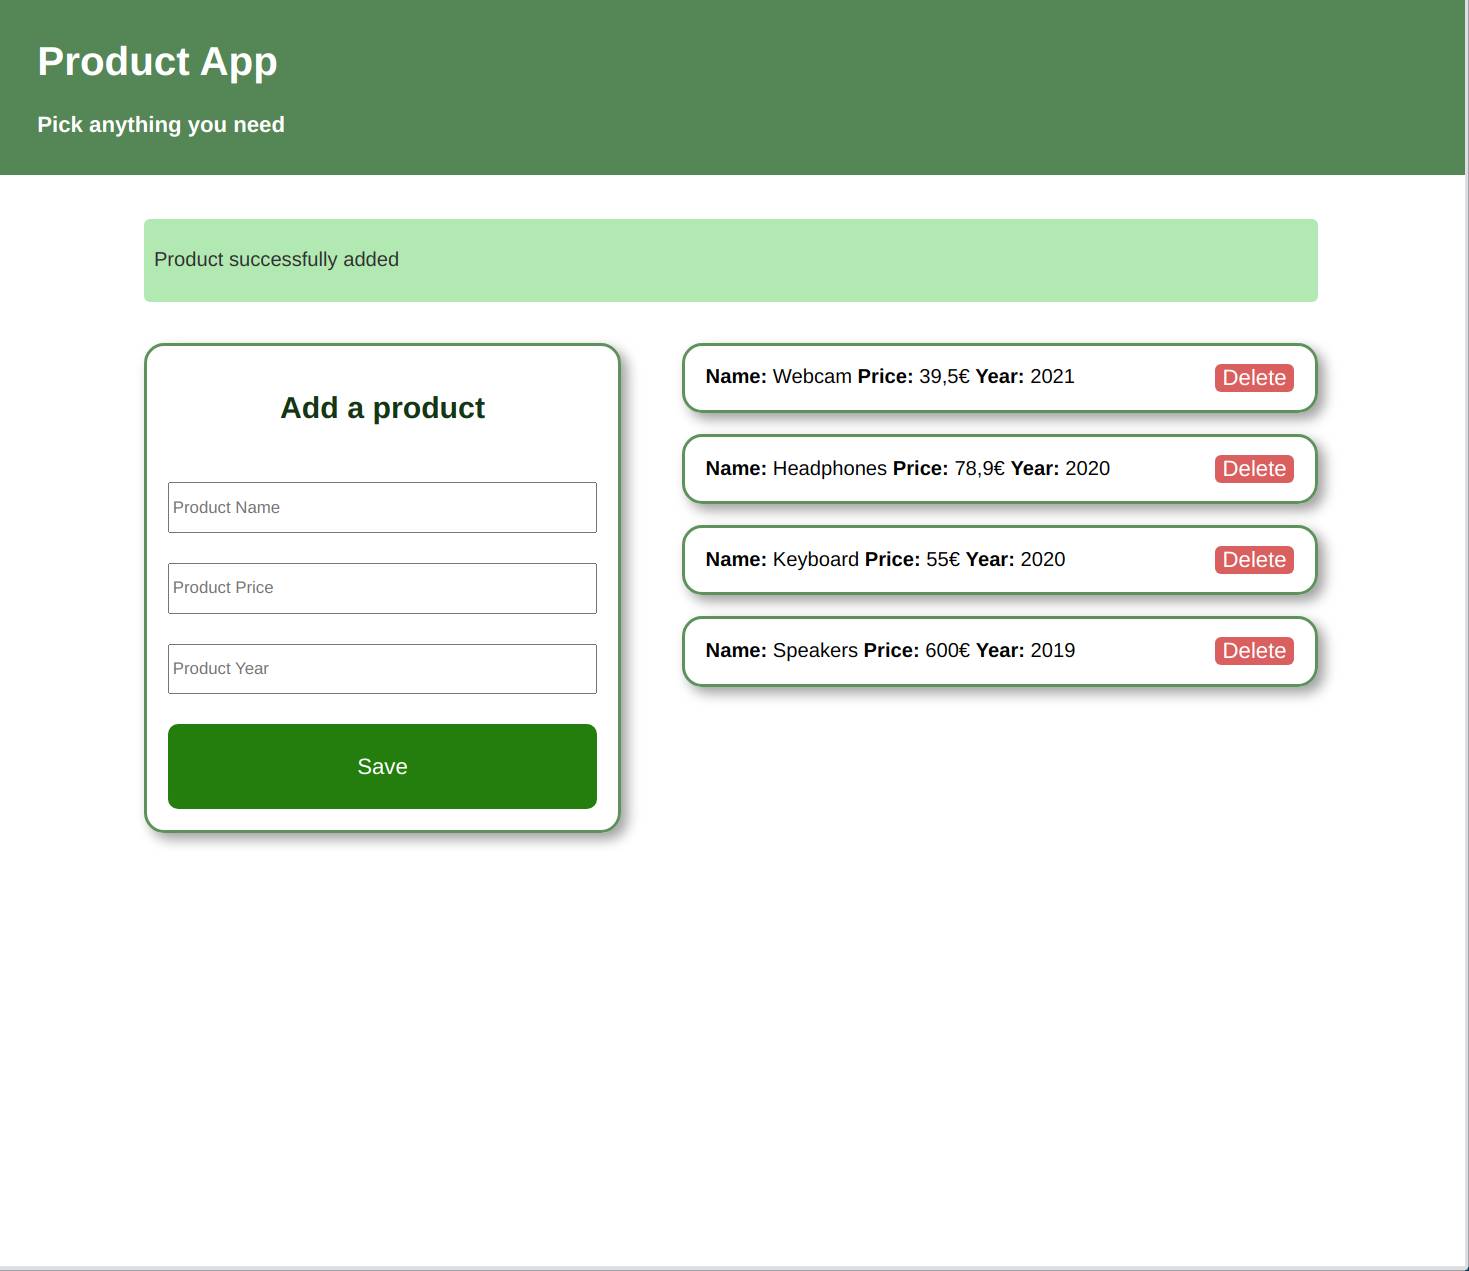 Product App
Pick anything you need
Product successfully added
Add a product
Product Name
Product Price
Product Year
Save
Name: Webcam Price: 39,5€ Year: 2021 Delete
Name: Headphones Price: 78,9€ Year: 2020 Delete
Name: Keyboard Price: 55€ Year: 2020 Delete
Name: Speakers Price: 600€ Year: 2019 Delete